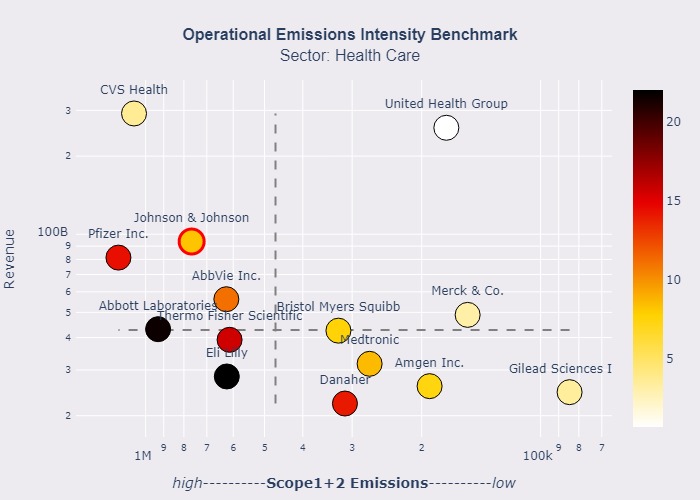 Operational Emissions Intensity Benchmark
Sector: Health Care
CVS Health
United Health Group
Johnson & Johnson
Pfizer Inc.
AbbVie Inc.
Merck & Co.
Abbott Laboratories
Bristol Myers Squibb
Thermo Fisher Scientific
Medtronic
Eli Lilly
Amgen Inc.
Gilead Sciences I
Danaher
Revenue
3
2
100B
9
8
7
6
5
4
3
2
1M
9
8
7
6
5
4
3
2
100k
9
8
7
high----------Scope1+2 Emissions----------low
20
15
10
5